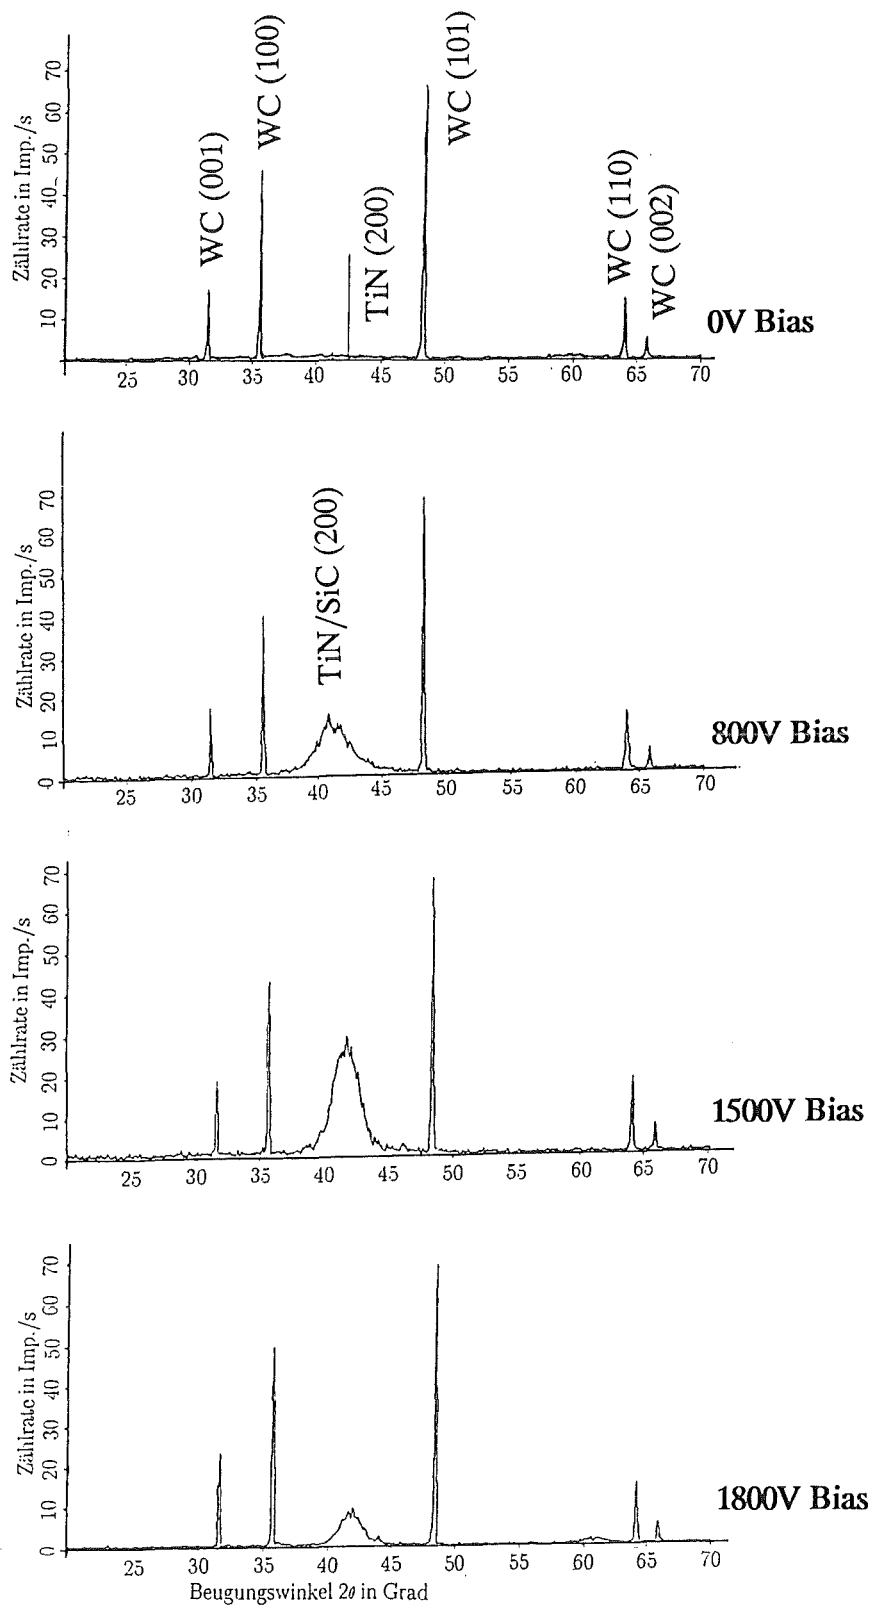 Zählrate in Imp./s
70
60
50
40
30
20
10
WC (001)
WC (100)
TiN (200)
WC (101)
WC (110)
WC (002)
0V Bias
25 30 35 40 45 50 55 60 65 70
Zählrate in Imp./s
70
60
50
40
30
20
10
0
TiN/SiC (200)
800V Bias
25 35 40 45 50 55 60 65 70
Zählrate in Imp./s
70
60
50
40
30
20
10
0
1500V Bias
25 30 35 40 45 50 55 60 65 70
Zählrate in Imp./s
70
60
50
40
30
20
10
0
1800V Bias
25 30 35 40 45 50 55 60 65 70
Beugungswinkel 2θ in Grad